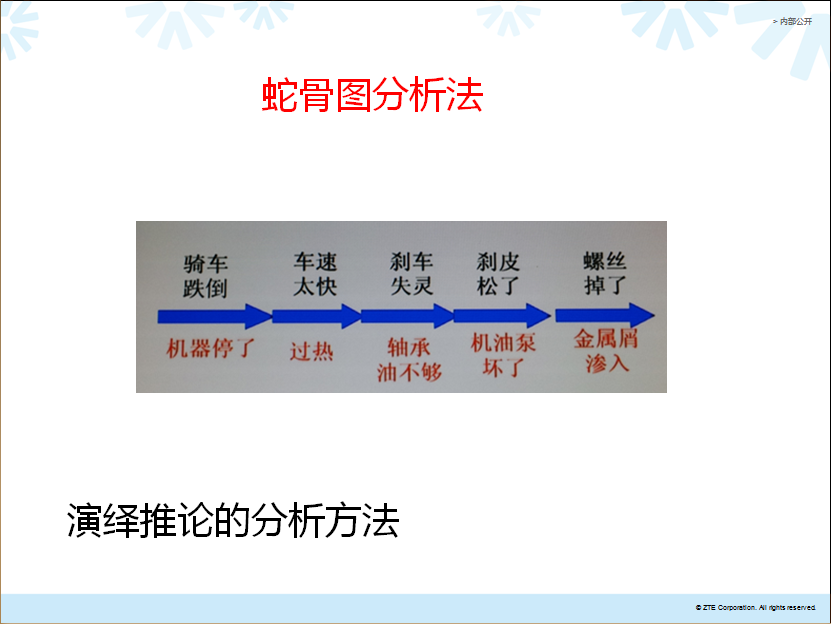 > 内部公开
蛇骨图分析法
骑车 车速 刹车 刹皮 螺丝
跌倒 太快 失灵 松了 掉了
机器停了 过热 轴承 机油泵 金属屑
油不够 坏了 渗入
演绎推论的分析方法
© ZTE Corporation. All rights reserved.